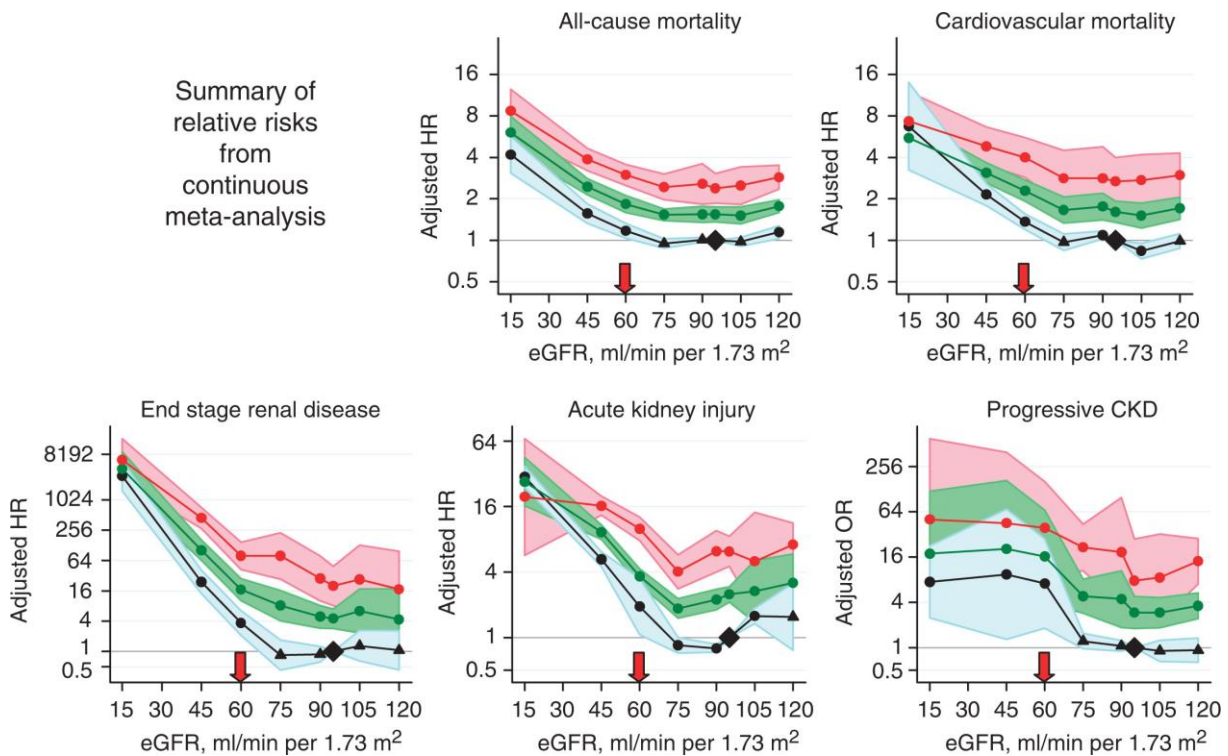 Summary of
relative risks
from
continuous
meta-analysis
All-cause mortality
Adjusted HR
16
8
4
2
1
0.5
15 30 45 60 75 90 105 120
eGFR, ml/min per 1.73 m²
Cardiovascular mortality
Adjusted HR
16
8
4
2
1
0.5
15 30 45 60 75 90 105 120
eGFR, ml/min per 1.73 m²
End stage renal disease
Adjusted HR
8192
1024
256
64
16
4
1
0.5
15 30 45 60 75 90 105 120
eGFR, ml/min per 1.73 m²
Acute kidney injury
Adjusted HR
64
16
4
1
0.5
15 30 45 60 75 90 105 120
eGFR, ml/min per 1.73 m²
Progressive CKD
Adjusted OR
256
64
16
4
1
0.5
15 30 45 60 75 90 105 120
eGFR, ml/min per 1.73 m²